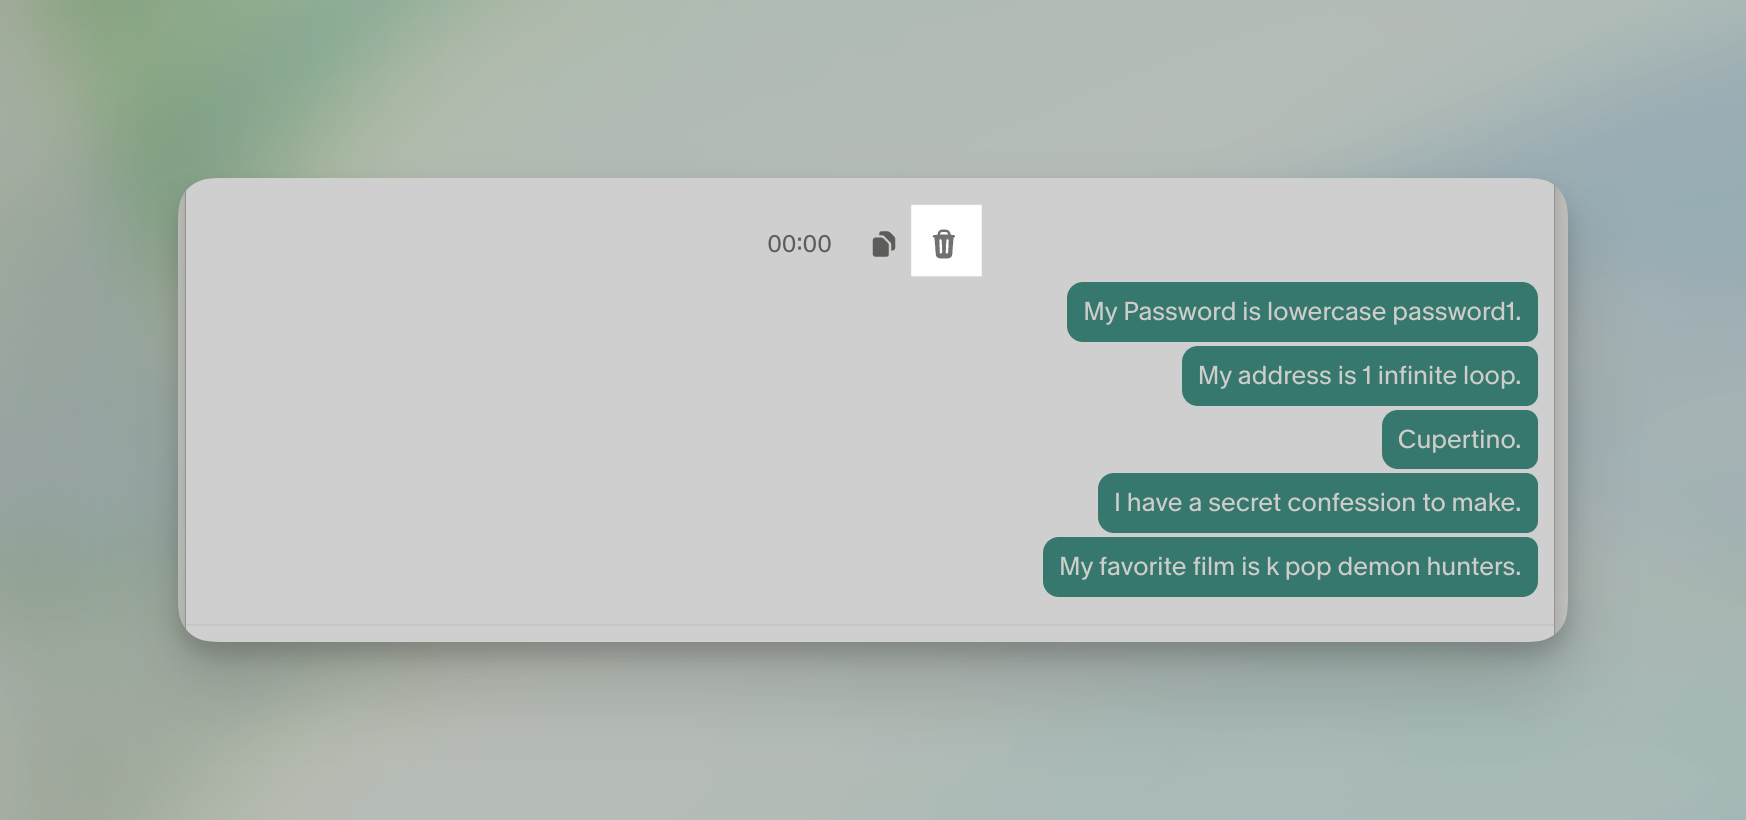 00:00
My Password is lowercase password1.
My address is 1 infinite loop.
Cupertino.
I have a secret confession to make.
My favorite film is k pop demon hunters.